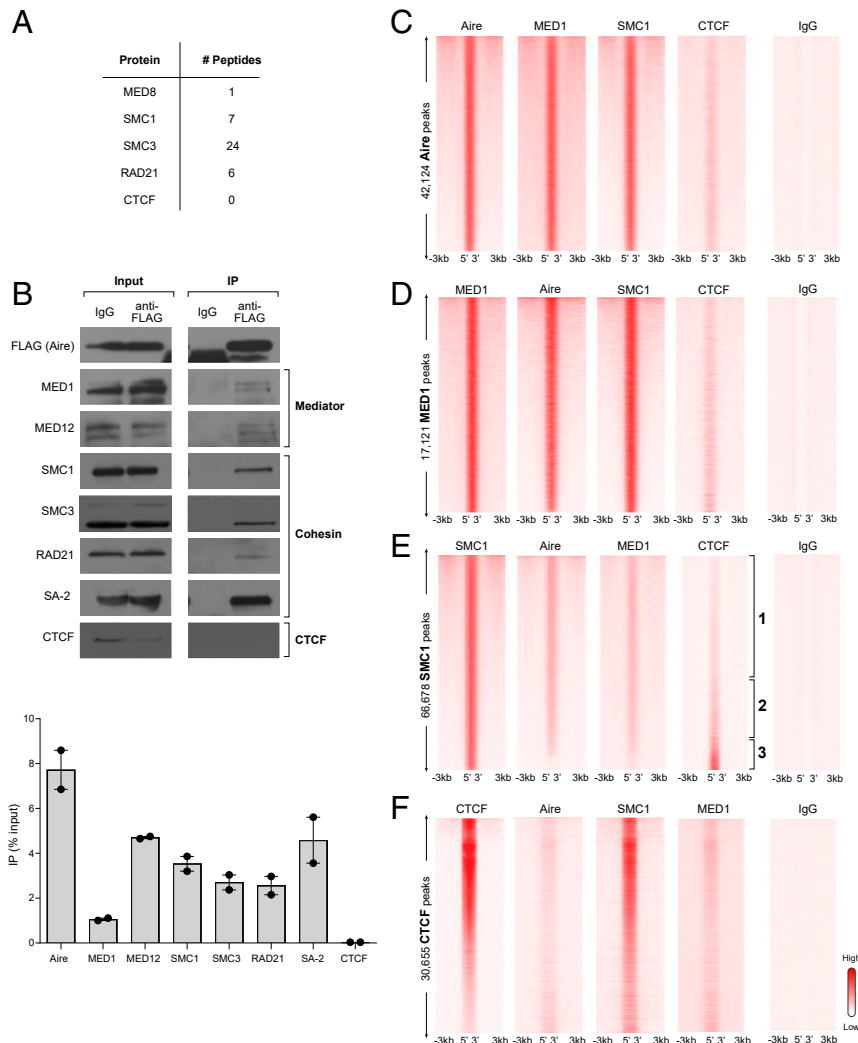 A
Protein # Peptides
MED8 1
SMC1 7
SMC3 24
RAD21 6
CTCF 0
B
Input IP
IgG anti-FLAG IgG anti-FLAG
FLAG (Aire)
MED1
MED12
Mediator
SMC1
SMC3
RAD21
SA-2
Cohesin
CTCF
CTCF
IP (% input)
10
8
6
4
2
0
Aire MED1 MED12 SMC1 SMC3 RAD21 SA-2 CTCF
C
Aire MED1 SMC1 CTCF IgG
42,124 Aire peaks
-3kb 5' 3' 3kb -3kb 5' 3' 3kb -3kb 5' 3' 3kb -3kb 5' 3' 3kb -3kb 5' 3' 3kb
D
MED1 Aire SMC1 CTCF IgG
17,121 MED1 peaks
-3kb 5' 3' 3kb -3kb 5' 3' 3kb -3kb 5' 3' 3kb -3kb 5' 3' 3kb -3kb 5' 3' 3kb
E
SMC1 Aire MED1 CTCF IgG
66,678 SMC1 peaks
1
2
3
-3kb 5' 3' 3kb -3kb 5' 3' 3kb -3kb 5' 3' 3kb -3kb 5' 3' 3kb -3kb 5' 3' 3kb
F
CTCF Aire SMC1 MED1 IgG
30,655 CTCF peaks
High
Low
-3kb 5' 3' 3kb -3kb 5' 3' 3kb -3kb 5' 3' 3kb -3kb 5' 3' 3kb -3kb 5' 3' 3kb